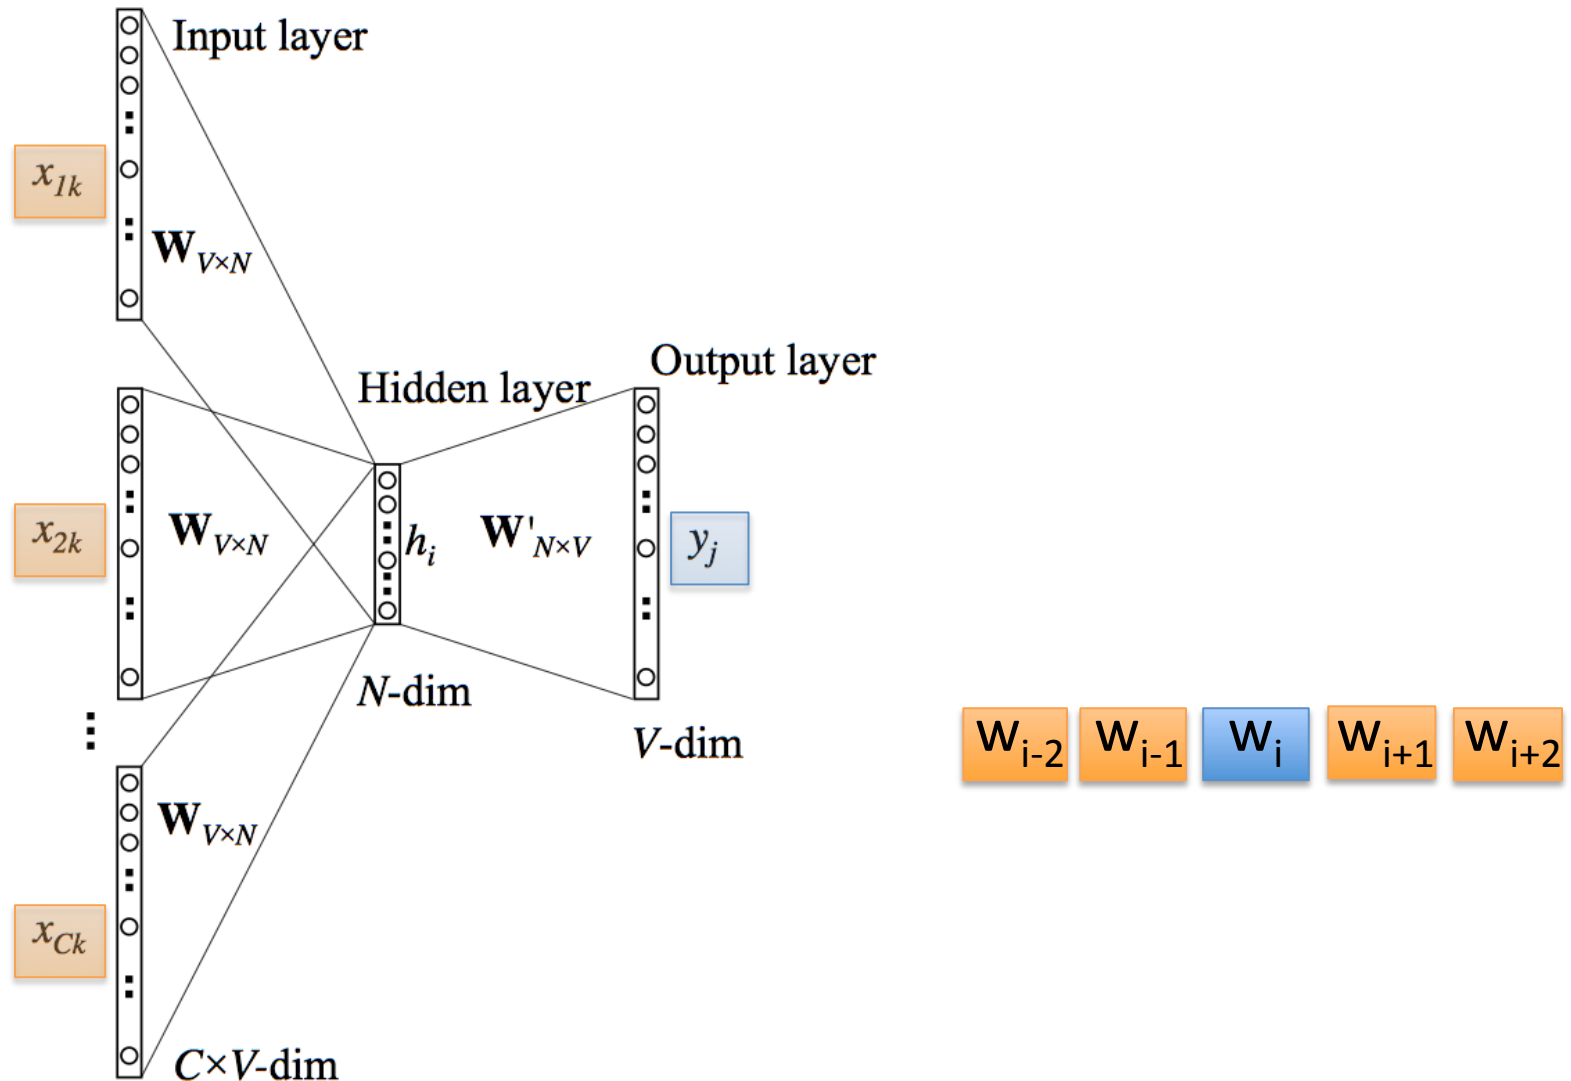 Input layer
x1k
WV×N
Output layer
Hidden layer
x2k
WV×N
hi
W'N×V
yj
N-dim
V-dim
wi-2 wi-1 wi wi+1 wi+2
WV×N
xCk
C×V-dim